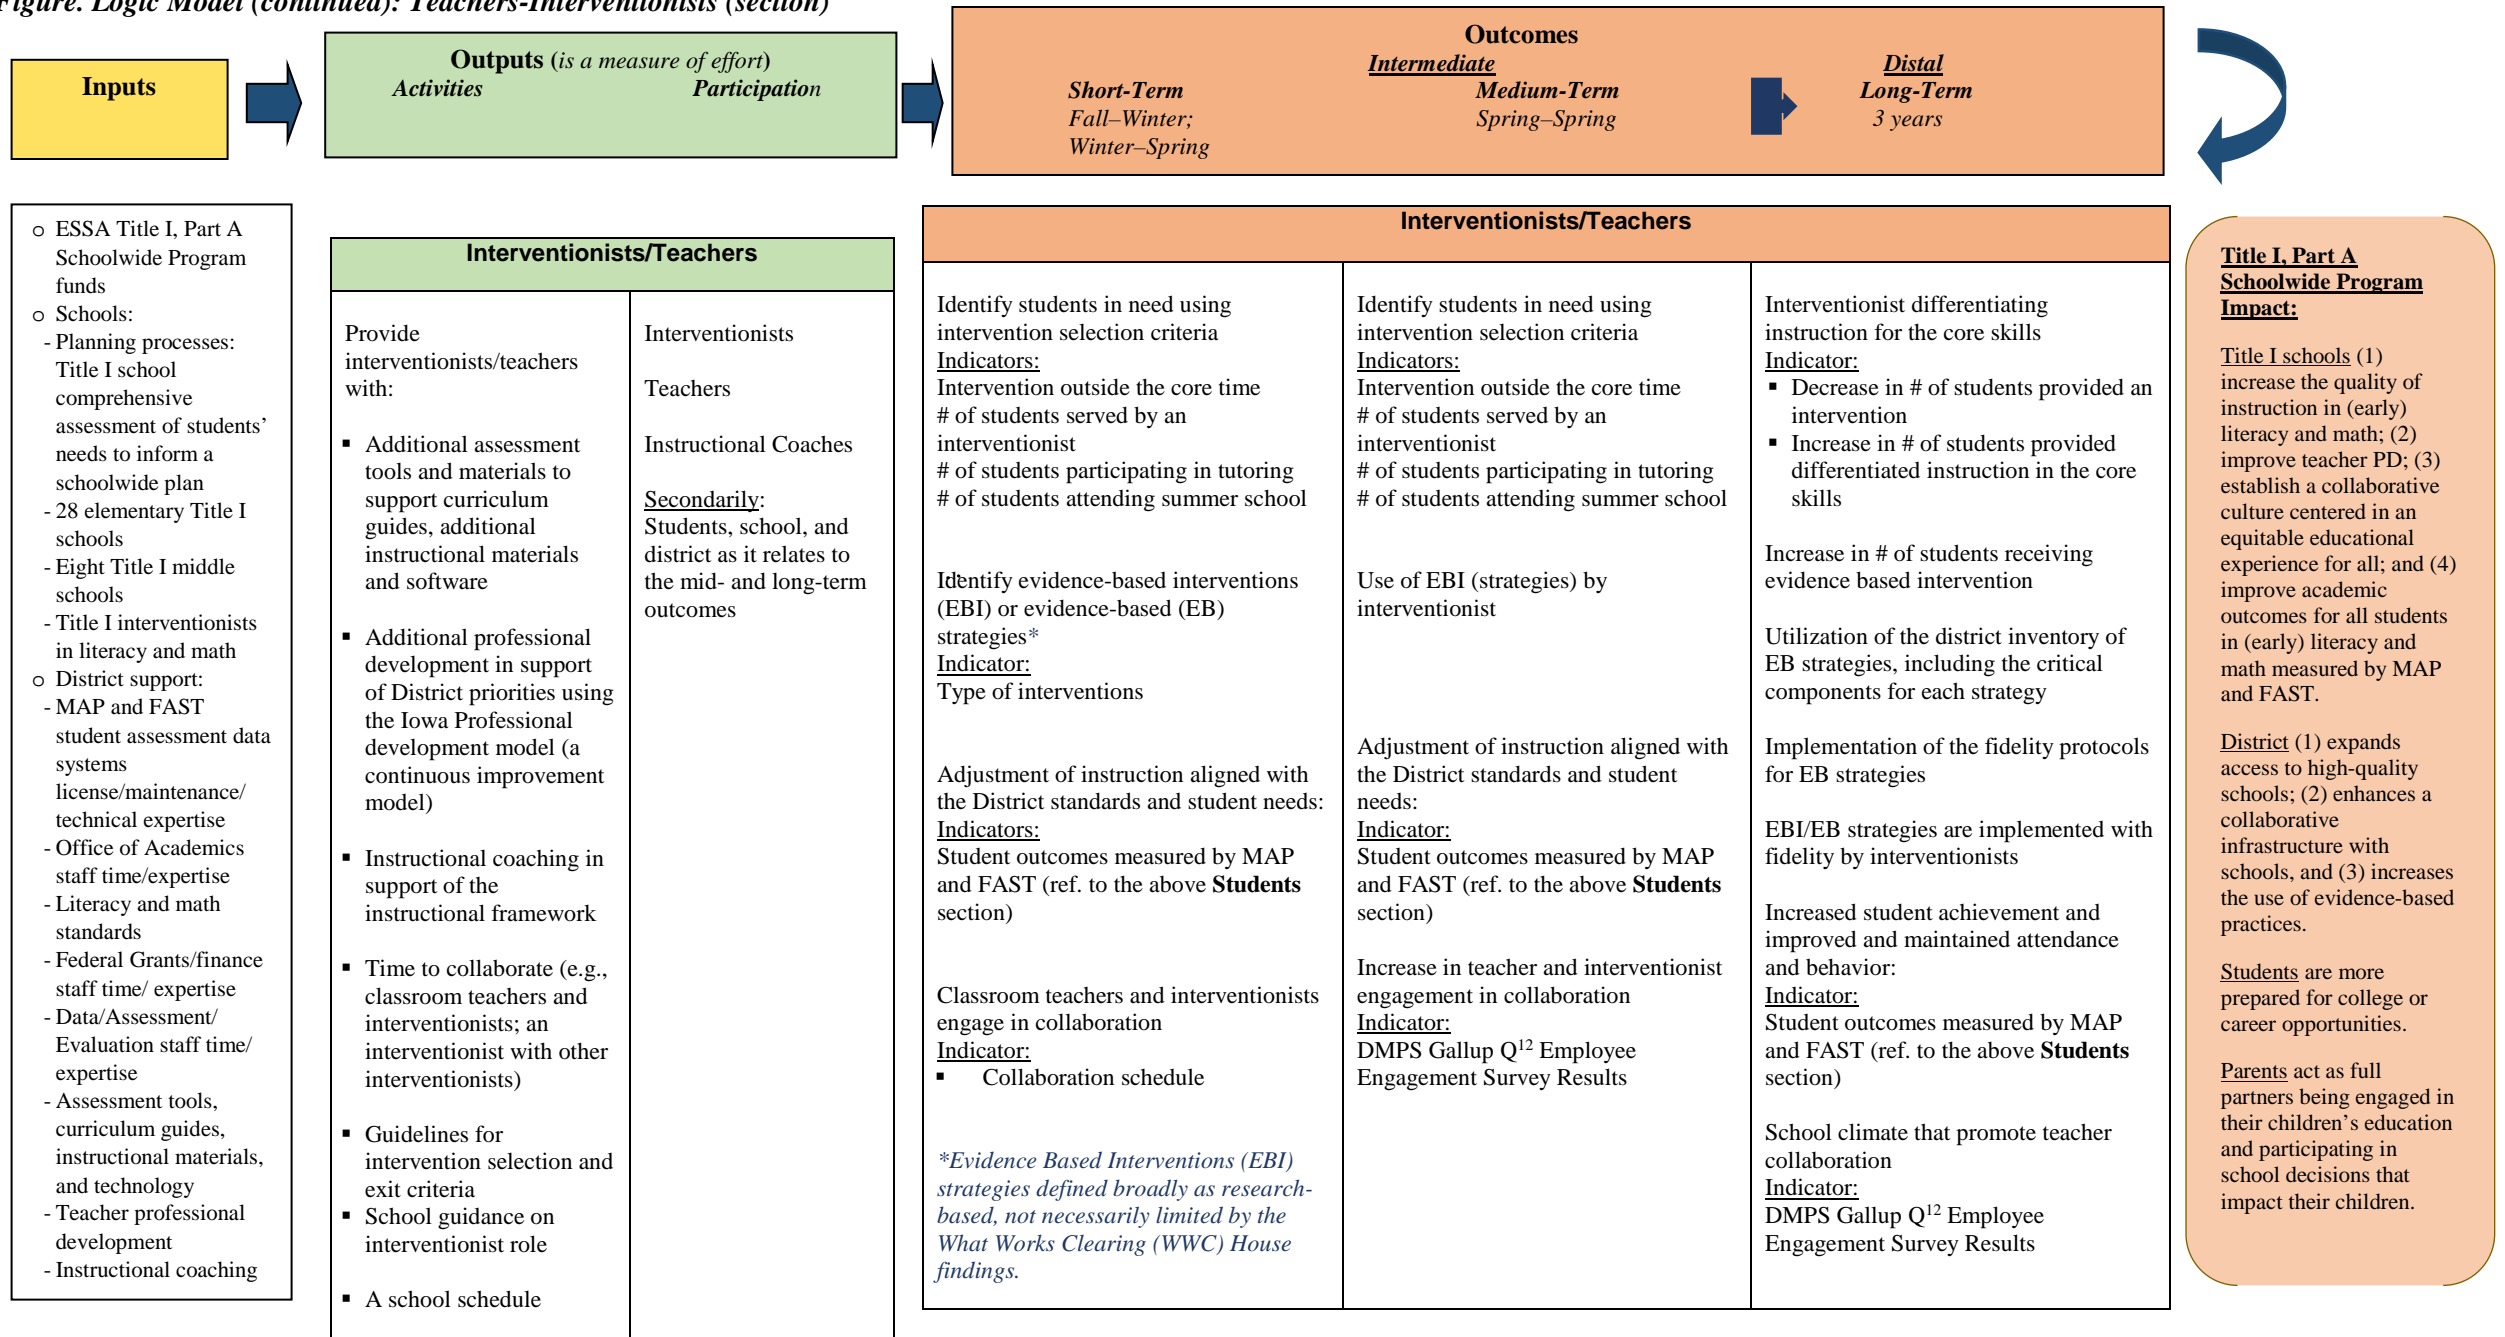 Figure. Logic Model (continued): Teachers-Interventionists (section)
Inputs
Outputs (is a measure of effort)
Activities Participation
Outcomes
Intermediate Distal
Short-Term Medium-Term Long-Term
Fall–Winter; Spring–Spring 3 years
Winter–Spring
o ESSA Title I, Part A
Schoolwide Program
funds
o Schools:
- Planning processes:
Title I school
comprehensive
assessment of students’
needs to inform a
schoolwide plan
- 28 elementary Title I
schools
- Eight Title I middle
schools
- Title I interventionists
in literacy and math
o District support:
- MAP and FAST
student assessment data
systems
license/maintenance/
technical expertise
- Office of Academics
staff time/expertise
- Literacy and math
standards
- Federal Grants/finance
staff time/ expertise
- Data/Assessment/
Evaluation staff time/
expertise
- Assessment tools,
curriculum guides,
instructional materials,
and technology
- Teacher professional
development
- Instructional coaching
Interventionists/Teachers
Provide
interventionists/teachers
with:
▪ Additional assessment
tools and materials to
support curriculum
guides, additional
instructional materials
and software
▪ Additional professional
development in support
of District priorities using
the Iowa Professional
development model (a
continuous improvement
model)
▪ Instructional coaching in
support of the
instructional framework
▪ Time to collaborate (e.g.,
classroom teachers and
interventionists; an
interventionist with other
interventionists)
▪ Guidelines for
intervention selection and
exit criteria
▪ School guidance on
interventionist role
▪ A school schedule
Interventionists
Teachers
Instructional Coaches
Secondarily:
Students, school, and
district as it relates to
the mid- and long-term
outcomes
Interventionists/Teachers
Identify students in need using
intervention selection criteria
Indicators:
Intervention outside the core time
# of students served by an
interventionist
# of students participating in tutoring
# of students attending summer school
Identify evidence-based interventions
(EBI) or evidence-based (EB)
strategies*
Indicator:
Type of interventions
Adjustment of instruction aligned with
the District standards and student needs:
Indicators:
Student outcomes measured by MAP
and FAST (ref. to the above Students
section)
Classroom teachers and interventionists
engage in collaboration
Indicator:
▪ Collaboration schedule
*Evidence Based Interventions (EBI)
strategies defined broadly as research-
based, not necessarily limited by the
What Works Clearing (WWC) House
findings.
Identify students in need using
intervention selection criteria
Indicators:
Intervention outside the core time
# of students served by an
interventionist
# of students participating in tutoring
# of students attending summer school
Use of EBI (strategies) by
interventionist
Adjustment of instruction aligned with
the District standards and student
needs:
Indicator:
Student outcomes measured by MAP
and FAST (ref. to the above Students
section)
Increase in teacher and interventionist
engagement in collaboration
Indicator:
DMPS Gallup Q12 Employee
Engagement Survey Results
Interventionist differentiating
instruction for the core skills
Indicator:
▪ Decrease in # of students provided an
intervention
▪ Increase in # of students provided
differentiated instruction in the core
skills
Increase in # of students receiving
evidence based intervention
Utilization of the district inventory of
EB strategies, including the critical
components for each strategy
Implementation of the fidelity protocols
for EB strategies
EBI/EB strategies are implemented with
fidelity by interventionists
Increased student achievement and
improved and maintained attendance
and behavior:
Indicator:
Student outcomes measured by MAP
and FAST (ref. to the above Students
section)
School climate that promote teacher
collaboration
Indicator:
DMPS Gallup Q12 Employee
Engagement Survey Results
Title I, Part A
Schoolwide Program
Impact:
Title I schools (1)
increase the quality of
instruction in (early)
literacy and math; (2)
improve teacher PD; (3)
establish a collaborative
culture centered in an
equitable educational
experience for all; and (4)
improve academic
outcomes for all students
in (early) literacy and
math measured by MAP
and FAST.
District (1) expands
access to high-quality
schools; (2) enhances a
collaborative
infrastructure with
schools, and (3) increases
the use of evidence-based
practices.
Students are more
prepared for college or
career opportunities.
Parents act as full
partners being engaged in
their children’s education
and participating in
school decisions that
impact their children.